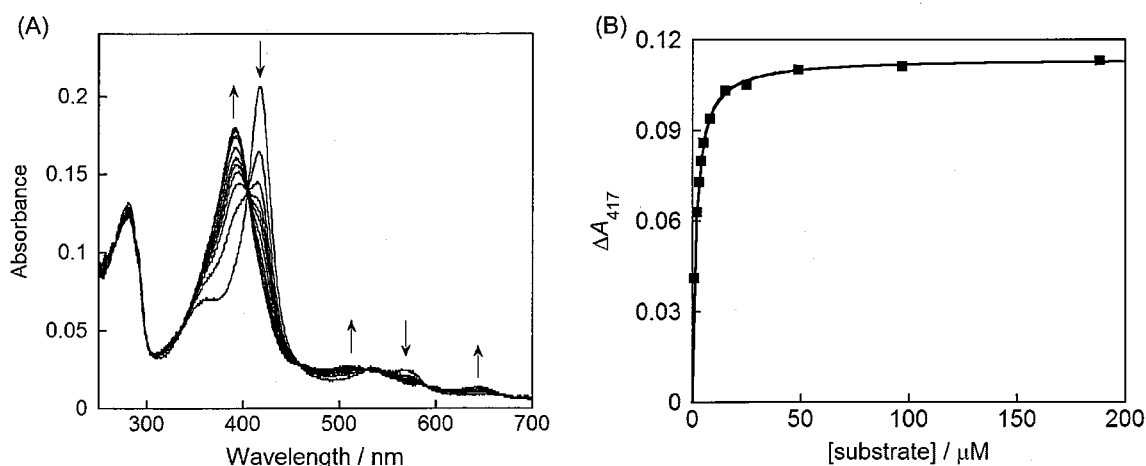 (A)
Absorbance
0.2
0.15
0.1
0.05
0
300 400 500 600 700
Wavelength / nm
(B)
ΔA417
0.12
0.09
0.06
0.03
0.00
0 50 100 150 200
[substrate] / μM